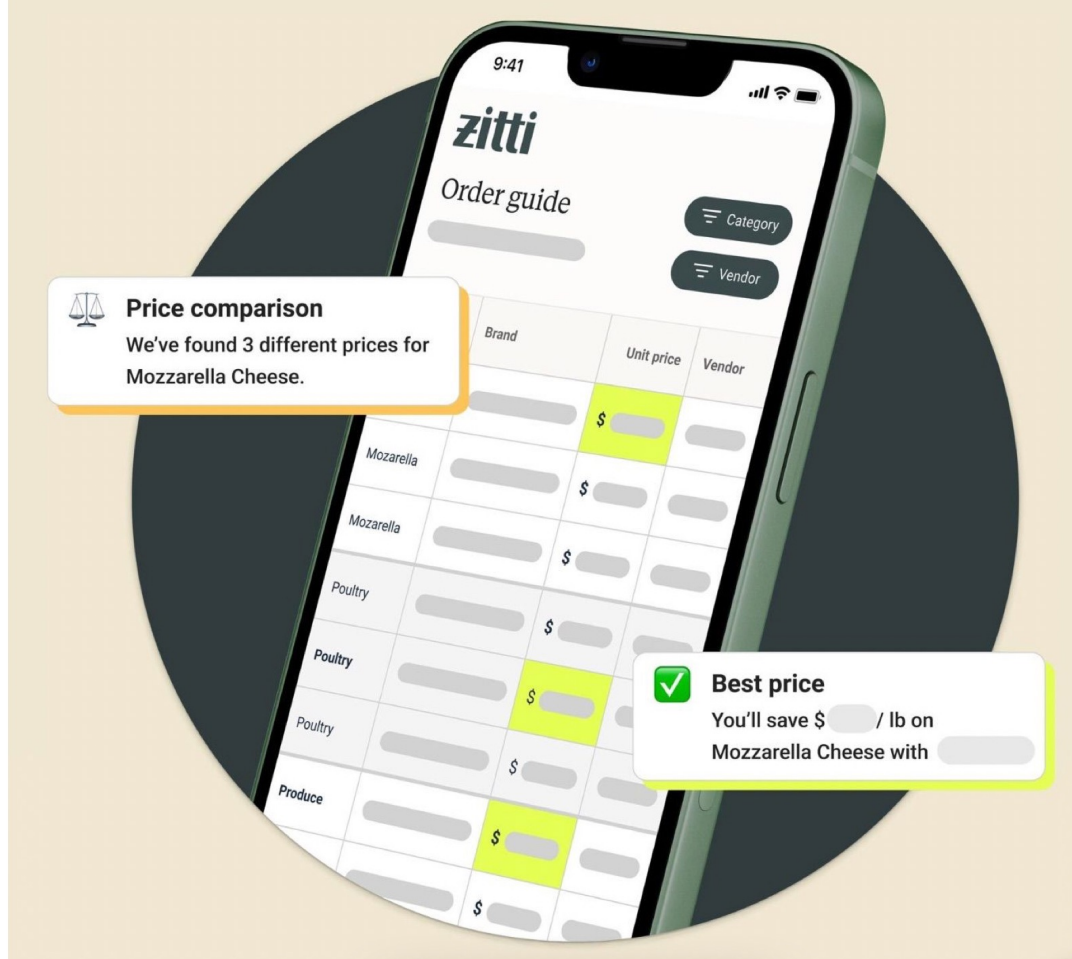 9:41
zitti
Order guide
Category
Vendor
Price comparison
We've found 3 different prices for
Mozzarella Cheese.
Brand Unit price Vendor
$
Mozarella $
Mozarella $
Poultry $
Poultry $
Poultry $
Produce $
$
Best price
You'll save $ / lb on
Mozzarella Cheese with